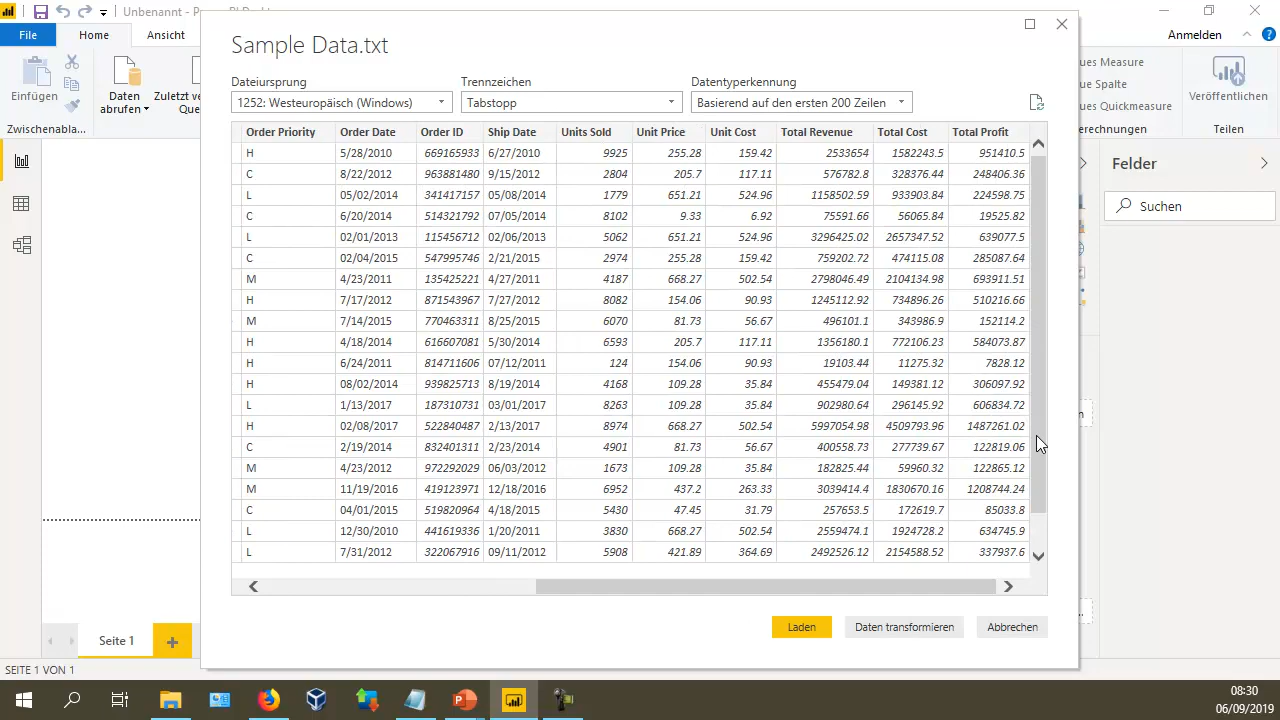 Unbenannt - P
Power BI Desktop
Anmelden
File
Home
Ansicht
Einfügen
Daten
abrufen
Zuletzt ve
Que
Zwischenabla.
ues Measure
ue Spalte
ues Quickmeasure
erechnungen
Veröffentlichen
Teilen
Felder
Suchen
Sample Data.txt
Dateiursprung
Trennzeichen
Datentyperkennung
1252: Westeuropäisch (Windows)
Tabstopp
Basierend auf den ersten 200 Zeilen
Order Priority Order Date Order ID Ship Date Units Sold Unit Price Unit Cost Total Revenue Total Cost Total Profit
H 5/28/2010 669165933 6/27/2010 9925 255.28 159.42 2533654 1582243.5 951410.5
C 8/22/2012 963881480 9/15/2012 2804 205.7 117.11 576782.8 328376.44 248406.36
L 05/02/2014 341417157 05/08/2014 1779 651.21 524.96 1158502.59 933903.84 224598.75
C 6/20/2014 514321792 07/05/2014 8102 9.33 6.92 75591.66 56065.84 19525.82
L 02/01/2013 115456712 02/06/2013 5062 651.21 524.96 3296425.02 2657347.52 639077.5
C 02/04/2015 547995746 2/21/2015 2974 255.28 159.42 759202.72 474115.08 285087.64
M 4/23/2011 135425221 4/27/2011 4187 668.27 502.54 2798046.49 2104134.98 693911.51
H 7/17/2012 871543967 7/27/2012 8082 154.06 90.93 1245112.92 734896.26 510216.66
M 7/14/2015 770463311 8/25/2015 6070 81.73 56.67 496101.1 343986.9 152114.2
H 4/18/2014 616607081 5/30/2014 6593 205.7 117.11 1356180.1 772106.23 584073.87
H 6/24/2011 814711606 07/12/2011 124 154.06 90.93 19103.44 11275.32 7828.12
H 08/02/2014 939825713 8/19/2014 4168 109.28 35.84 455479.04 149381.12 306097.92
L 1/13/2017 187310731 03/01/2017 8263 109.28 35.84 902980.64 296145.92 606834.72
H 02/08/2017 522840487 2/13/2017 8974 668.27 502.54 5997054.98 4509793.96 1487261.02
C 2/19/2014 832401311 2/23/2014 4901 81.73 56.67 400558.73 277739.67 122819.06
M 4/23/2012 972292029 06/03/2012 1673 109.28 35.84 182825.44 59960.32 122865.12
M 11/19/2016 419123971 12/18/2016 6952 437.2 263.33 3039414.4 1830670.16 1208744.24
C 04/01/2015 519820964 4/18/2015 5430 47.45 31.79 257653.5 172619.7 85033.8
L 12/30/2010 441619336 1/20/2011 3830 668.27 502.54 2559474.1 1924728.2 634745.9
L 7/31/2012 322067916 09/11/2012 5908 421.89 364.69 2492526.12 2154588.52 337937.6
Laden
Daten transformieren
Abbrechen
Seite 1
SEITE 1 VON 1
08:30
06/09/2019